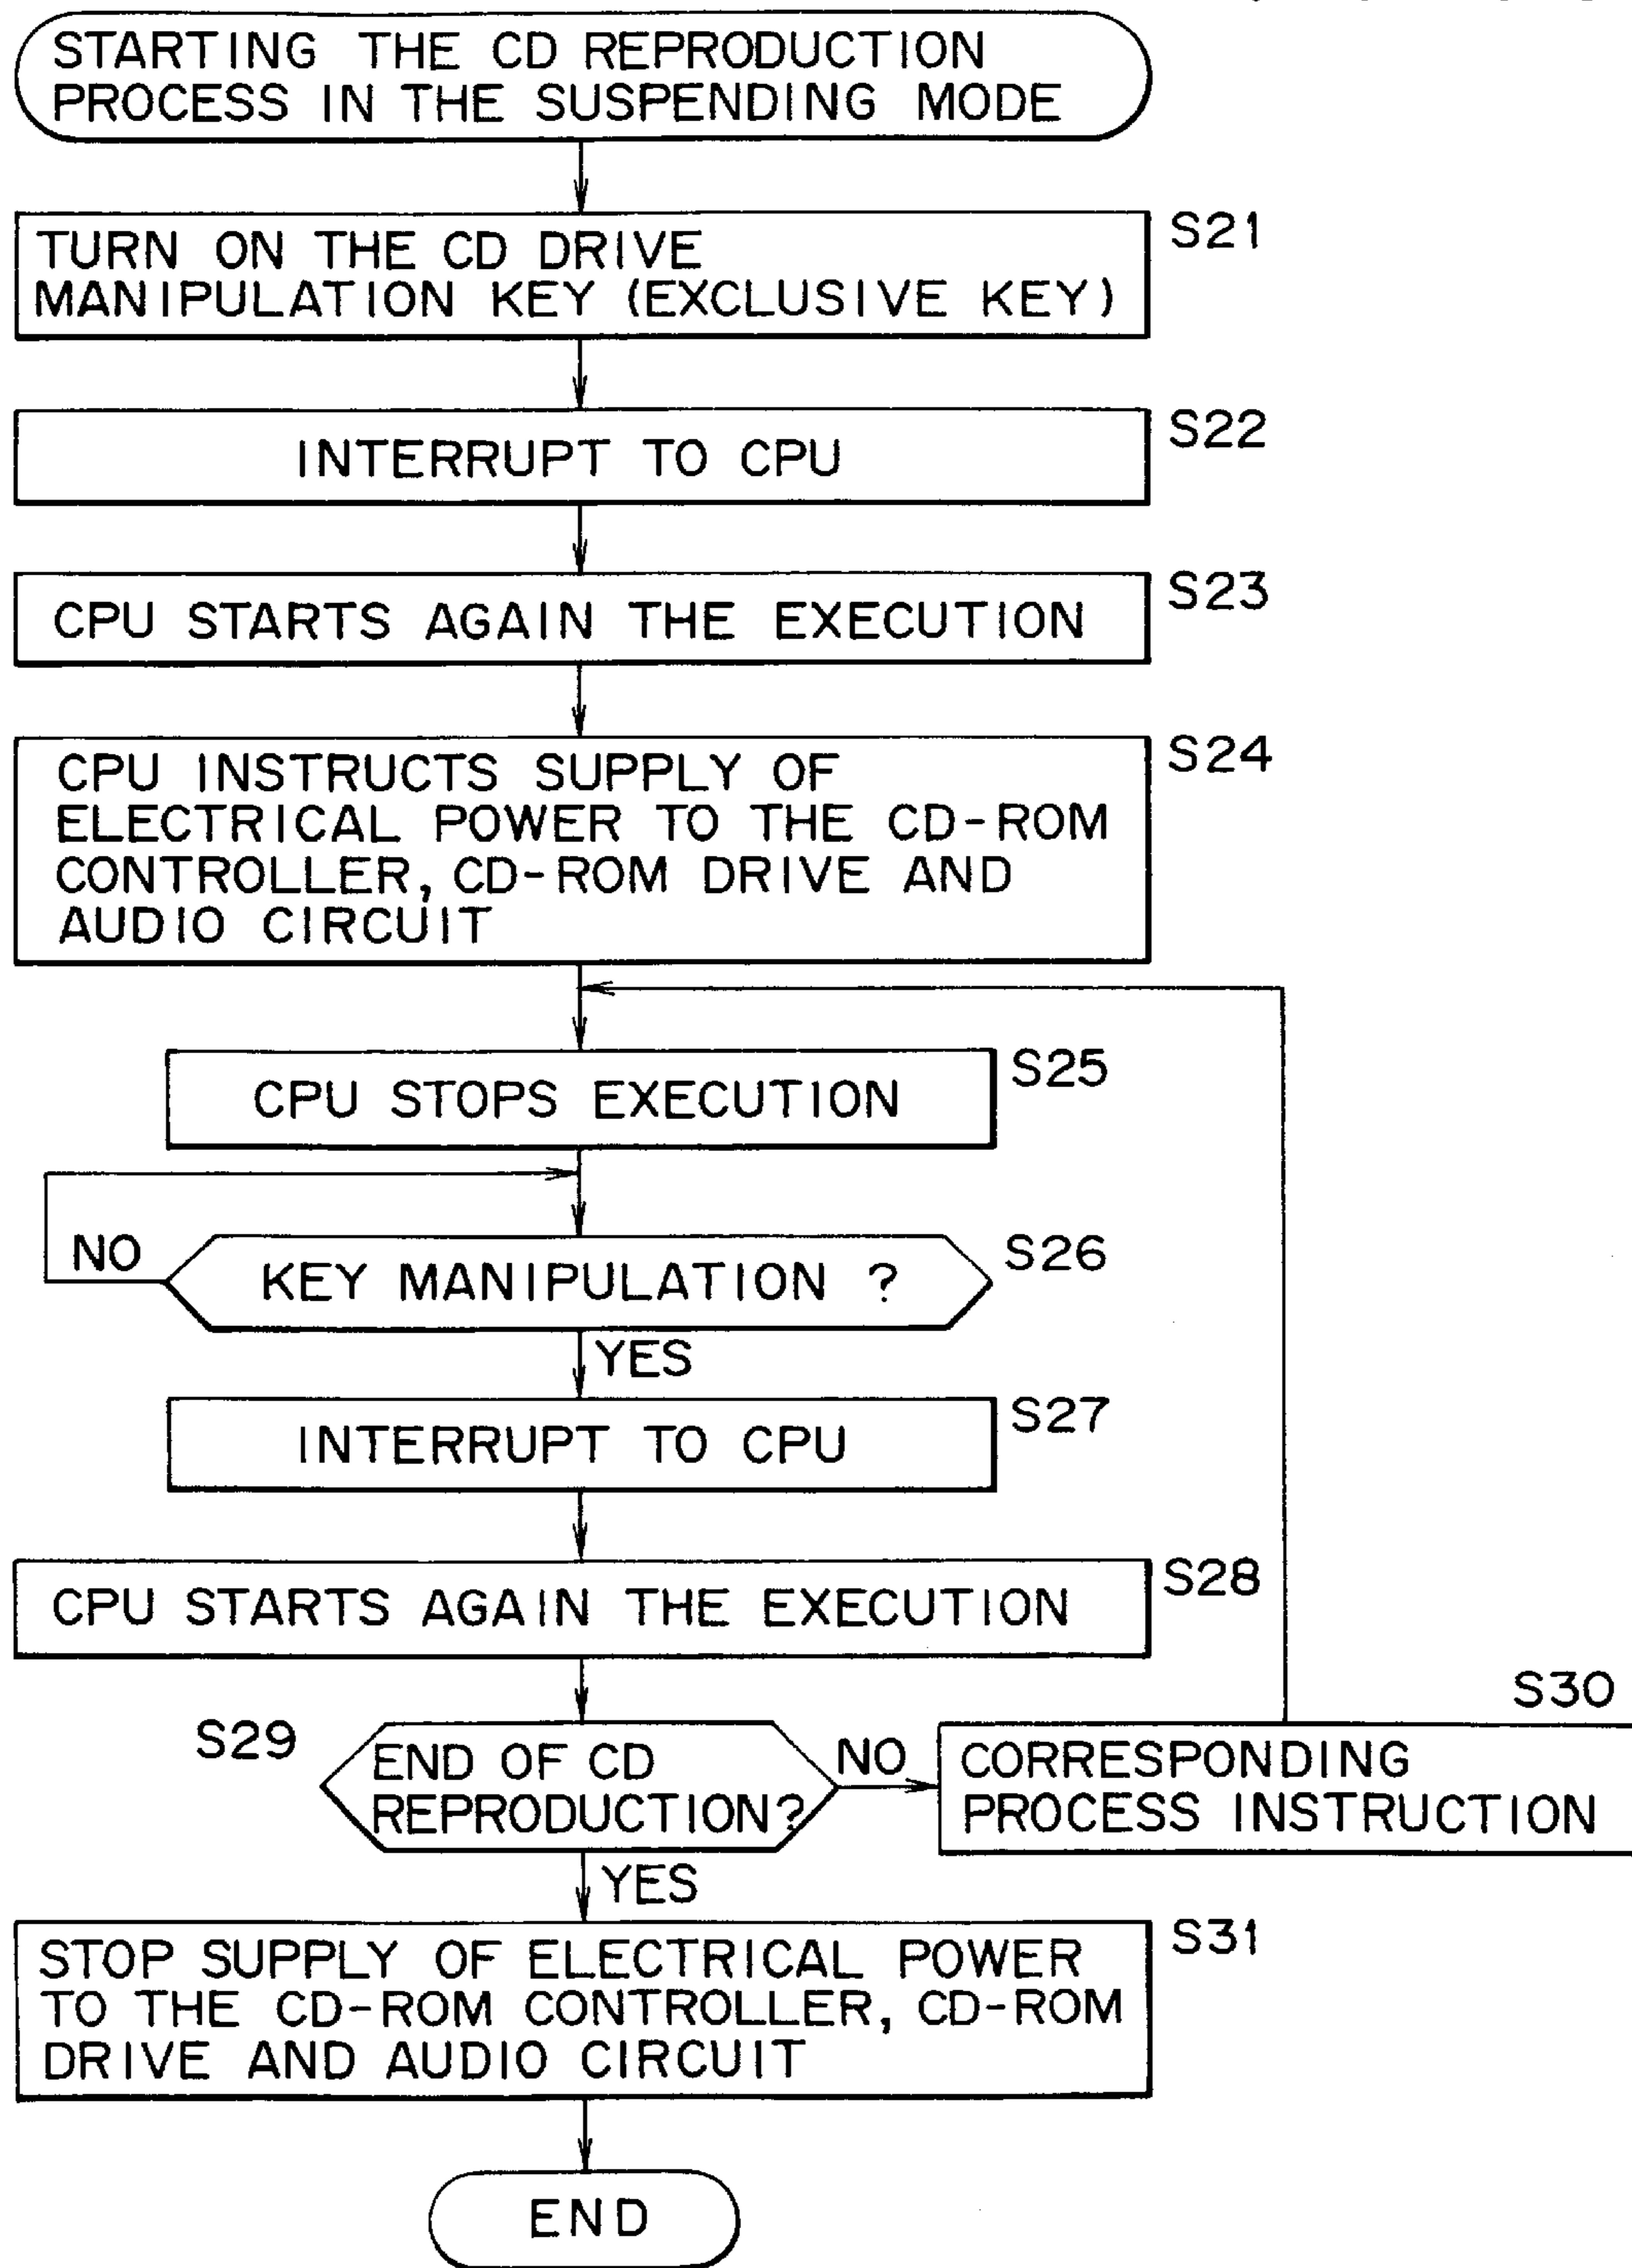 STARTING THE CD REPRODUCTION
PROCESS IN THE SUSPENDING MODE
S21
TURN ON THE CD DRIVE
MANIPULATION KEY (EXCLUSIVE KEY)
S22
INTERRUPT TO CPU
S23
CPU STARTS AGAIN THE EXECUTION
S24
CPU INSTRUCTS SUPPLY OF
ELECTRICAL POWER TO THE CD-ROM
CONTROLLER, CD-ROM DRIVE AND
AUDIO CIRCUIT
S25
CPU STOPS EXECUTION
NO
S26
KEY MANIPULATION ?
YES
S27
INTERRUPT TO CPU
S28
CPU STARTS AGAIN THE EXECUTION
S29
END OF CD
REPRODUCTION?
NO
S30
CORRESPONDING
PROCESS INSTRUCTION
YES
S31
STOP SUPPLY OF ELECTRICAL POWER
TO THE CD-ROM CONTROLLER, CD-ROM
DRIVE AND AUDIO CIRCUIT
END